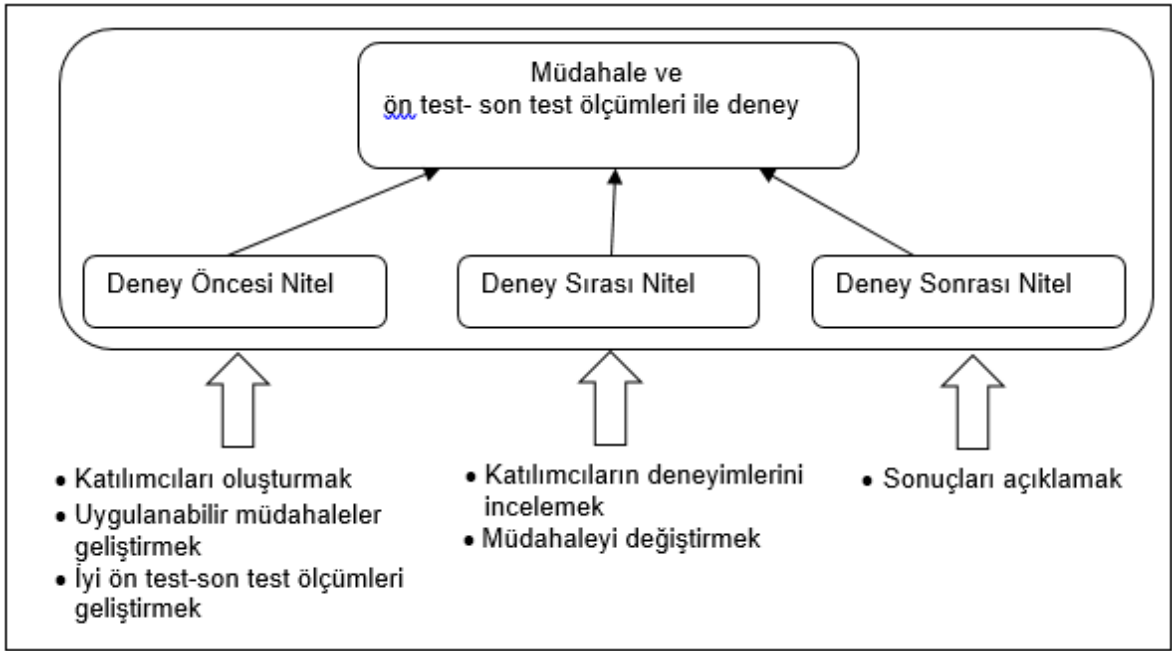 Müdahale ve
ön test- son test ölçümleri ile deney
Deney Öncesi Nitel
Deney Sırası Nitel
Deney Sonrası Nitel
• Katılımcıları oluşturmak
• Uygulanabilir müdahaleler
geliştirmek
• İyi ön test-son test ölçümleri
geliştirmek
• Katılımcıların deneyimlerini
incelemek
• Müdahaleyi değiştirmek
• Sonuçları açıklamak